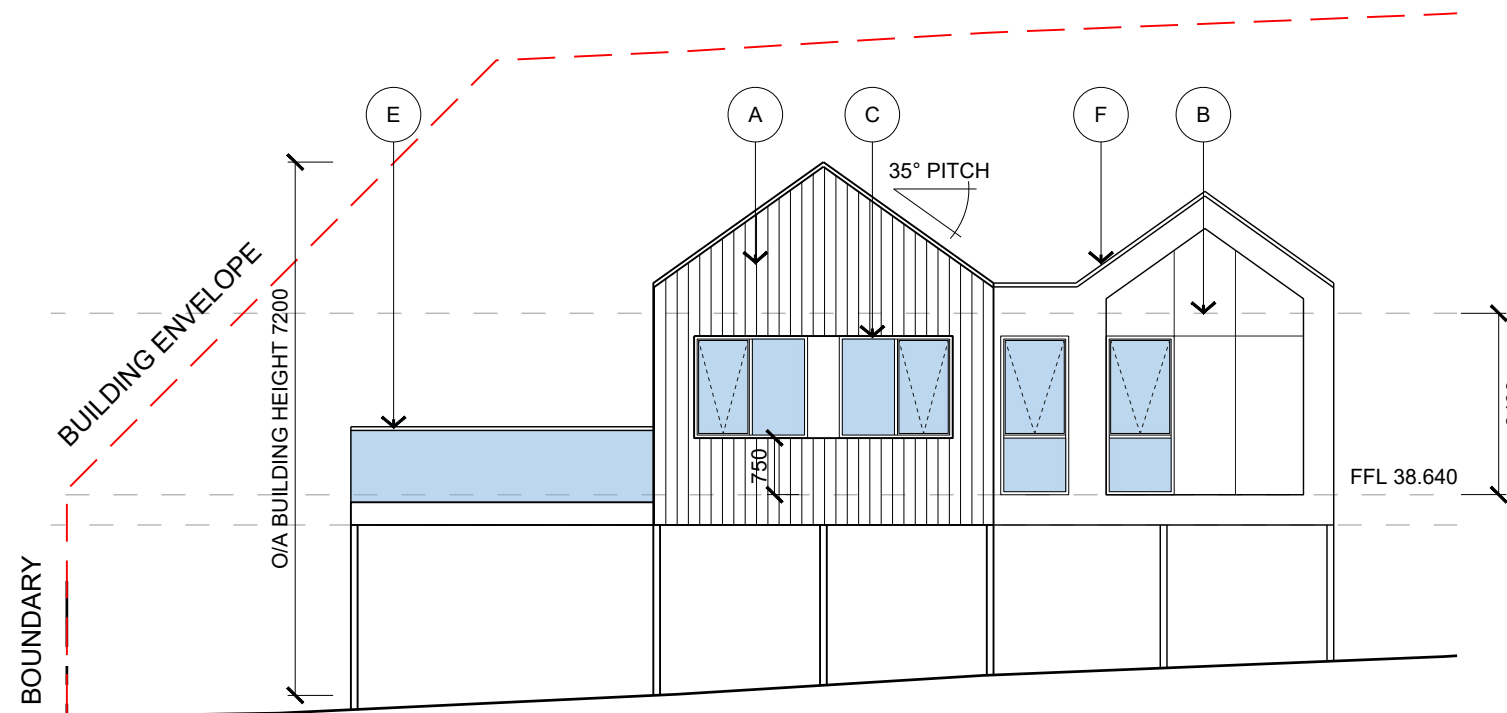 E
A
C
F
B
35° PITCH
BUILDING ENVELOPE
O/A BUILDING HEIGHT 7200
750
FFL 38.640
BOUNDARY